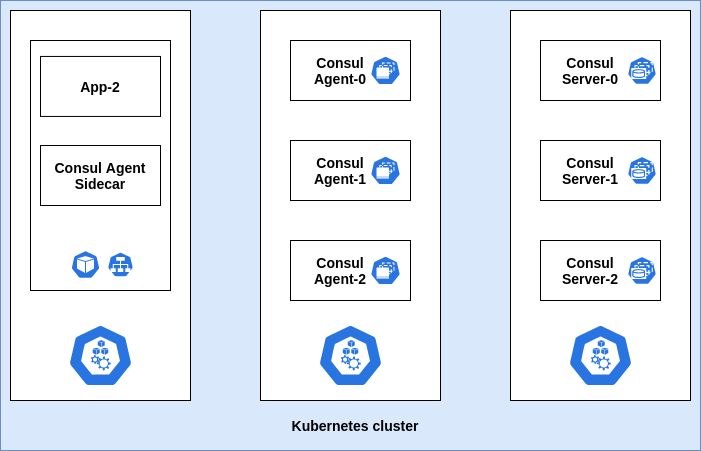 App-2
Consul Agent
Sidecar
Consul
Agent-0
Consul
Agent-1
Consul
Agent-2
Consul
Server-0
Consul
Server-1
Consul
Server-2
Kubernetes cluster